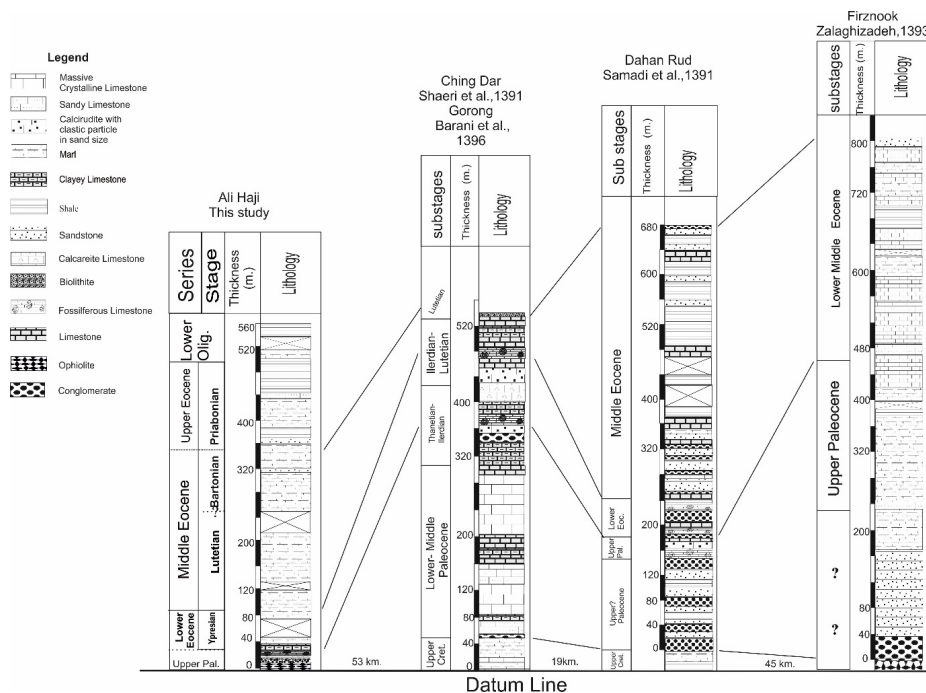 Legend
Massive
Crystalline Limestone
Sandy Limestone
Calcirudite with
clastic particle
in sand size
Marl
Clayey Limestone
Shale
Sandstone
Calcareite Limestone
Biolithite
Fossilferous Limestone
Limestone
Ophiolite
Conglomerate
Ali Haji
This study
Series
Stage
Thickness
(m.)
Lithology
Lower
Olig.
Upper Eocene
Priabonian
Middle Eocene
Bartonian
Lutetian
Lower
Eocene
Ypresian
Upper Pal.
560
520
400
320
200
120
80
40
0
53 km.
Ching Dar
Shaeri et al.,1391
Gorong
Barani et al.,
1396
substages
Thickness (m.)
Lithology
Lutetian
Ilerdian-
Lutetian
Thanetian-
Ilerdian
Lower- Middle
Paleocene
Upper
Cret.
520
400
320
200
120
80
40
0
19km.
Dahan Rud
Samadi et al.,1391
Sub stages
Thickness (m.)
Lithology
Middle Eocene
Lower
Eoc.
Upper
Pal.
Upper?
Paleocene
Upper
Cret.
680
600
520
400
320
200
120
80
40
0
45 km.
Firznook
Zalaghizadeh,1393
substages
Thickness (m.)
Lithology
Lower Middle Eocene
Upper Paleocene
?
?
800
720
600
480
400
320
200
120
80
40
0
Datum Line